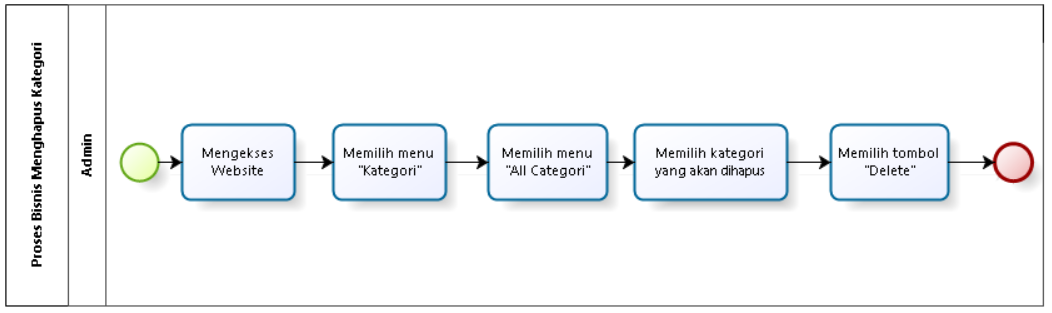 Proses Bisnis Menghapus Kategori
Admin
Mengekses
Website
Memilih menu
"Kategori"
Memilih menu
"All Categori"
Memilih kategori
yang akan dihapus
Memilih tombol
"Delete"